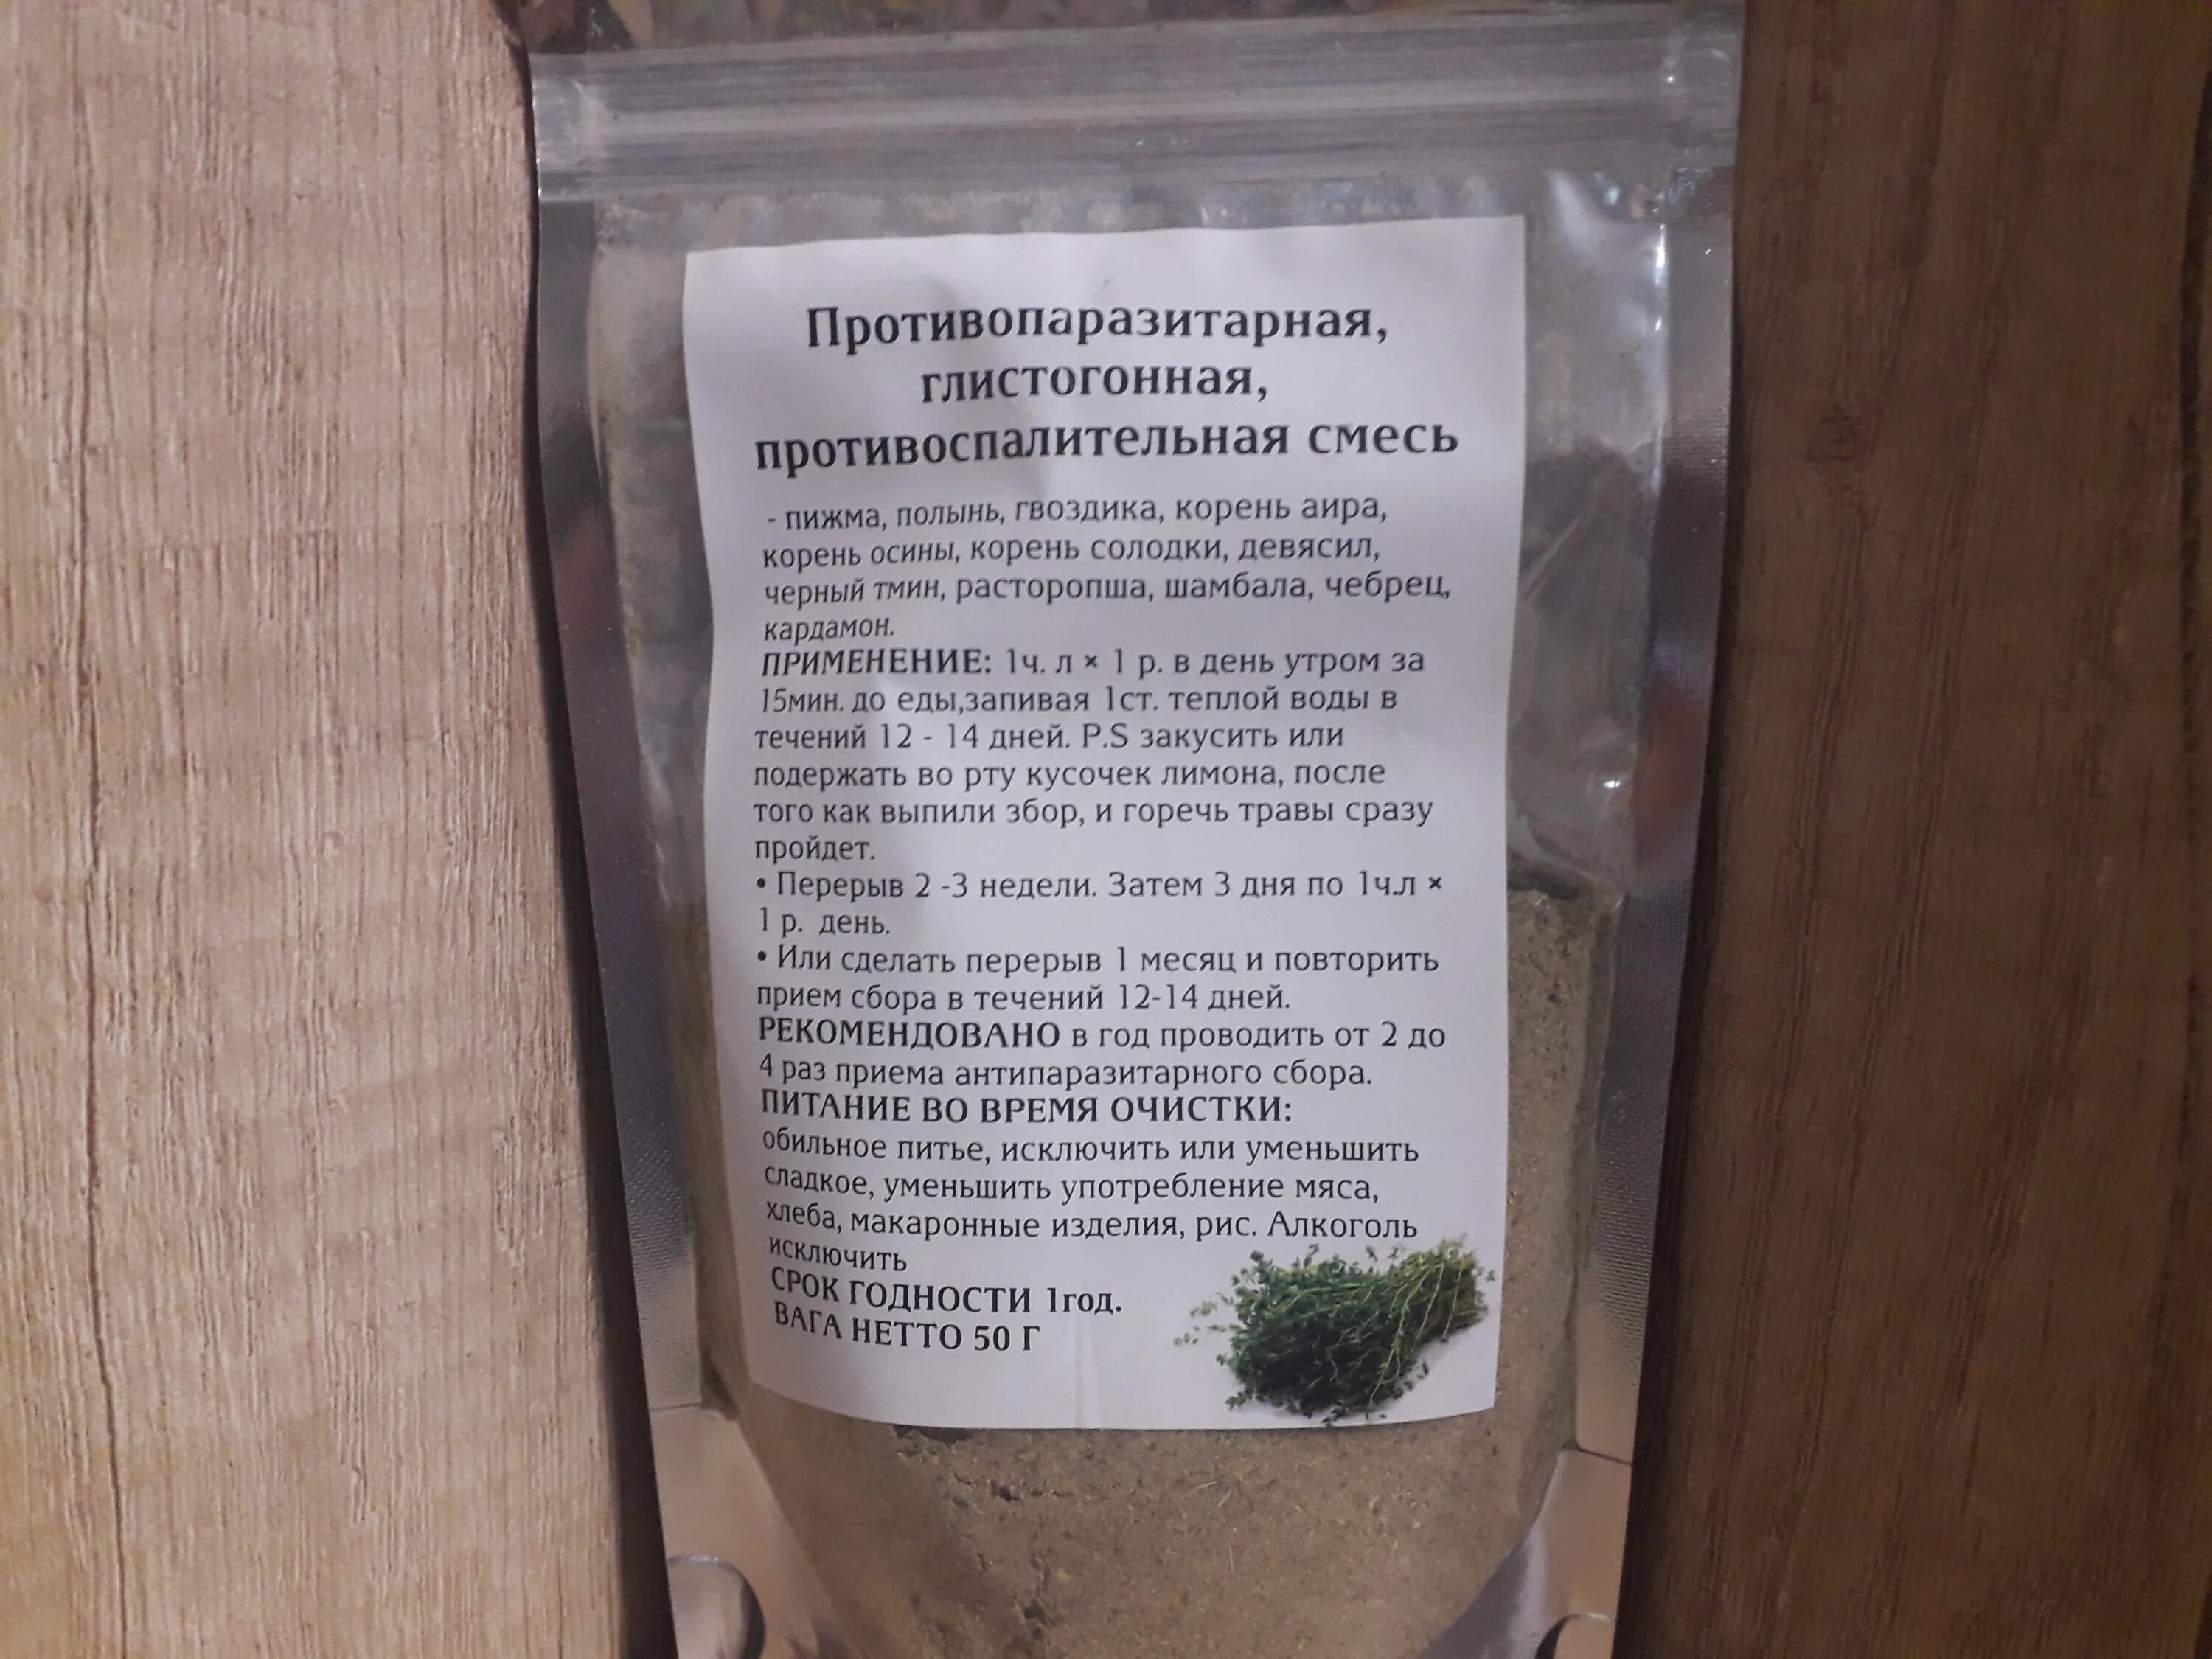 Противопаразитарная,
глистогонная,
противоспалительная смесь
- пижма, полынь, гвоздика, корень аира,
корень осины, корень солодки, девясил,
черный тмин, расторопша, шамбала, чебрец,
кардамон.
ПРИМЕНЕНИЕ: 1ч. л × 1 р. в день утром за
15мин. до еды,запивая 1ст. теплой воды в
течений 12 - 14 дней. P.S закусить или
подержать во рту кусочек лимона, после
того как выпили збор, и горечь травы сразу
пройдет.
• Перерыв 2 -3 недели. Затем 3 дня по 1ч.л ×
1 р. день.
• Или сделать перерыв 1 месяц и повторить
прием сбора в течений 12-14 дней.
РЕКОМЕНДОВАНО в год проводить от 2 до
4 раз приема антипаразитарного сбора.
ПИТАНИЕ ВО ВРЕМЯ ОЧИСТКИ:
обильное питье, исключить или уменьшить
сладкое, уменьшить употребление мяса,
хлеба, макаронные изделия, рис. Алкоголь
исключить
СРОК ГОДНОСТИ 1год.
ВАГА НЕТТО 50 Г